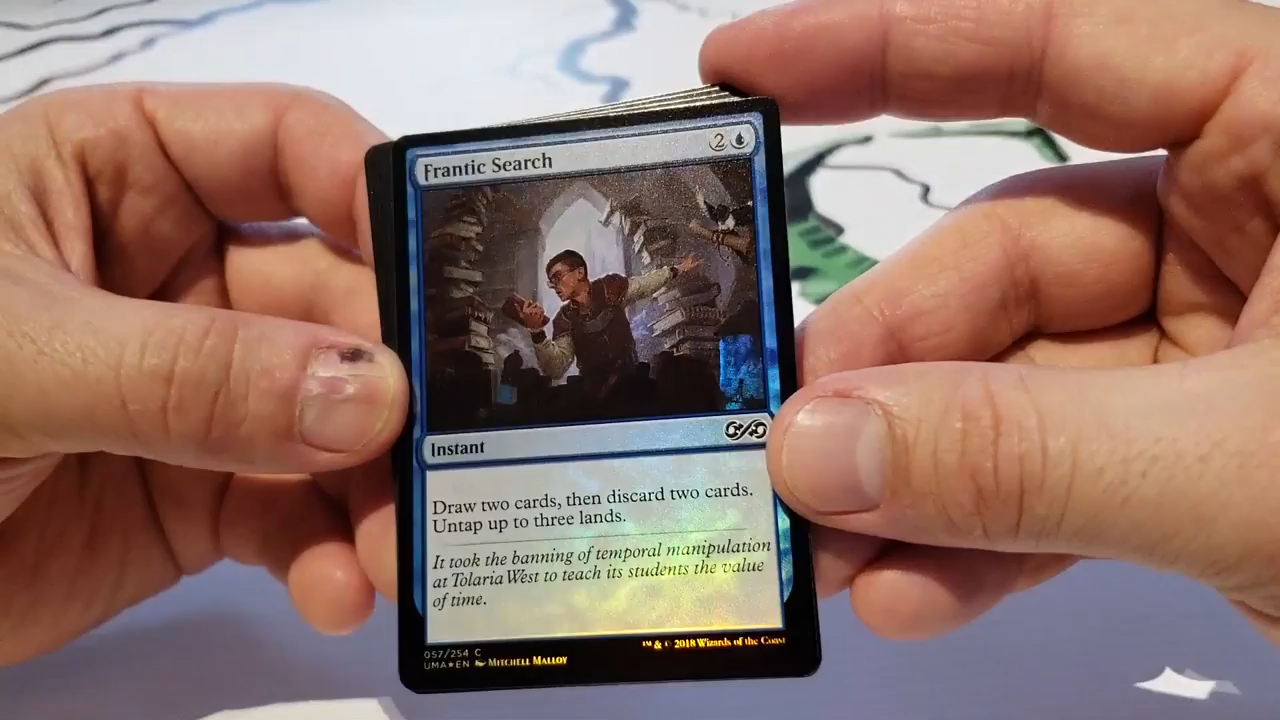 Frantic Search 2
Instant
Draw two cards, then discard two cards.
Untap up to three lands.
It took the banning of temporal manipulation
at Tolaria West to teach its students the value
of time.
057/254 C
™ & © 2018 Wizards of the Coast
UMA★EN Mitchell Malloy